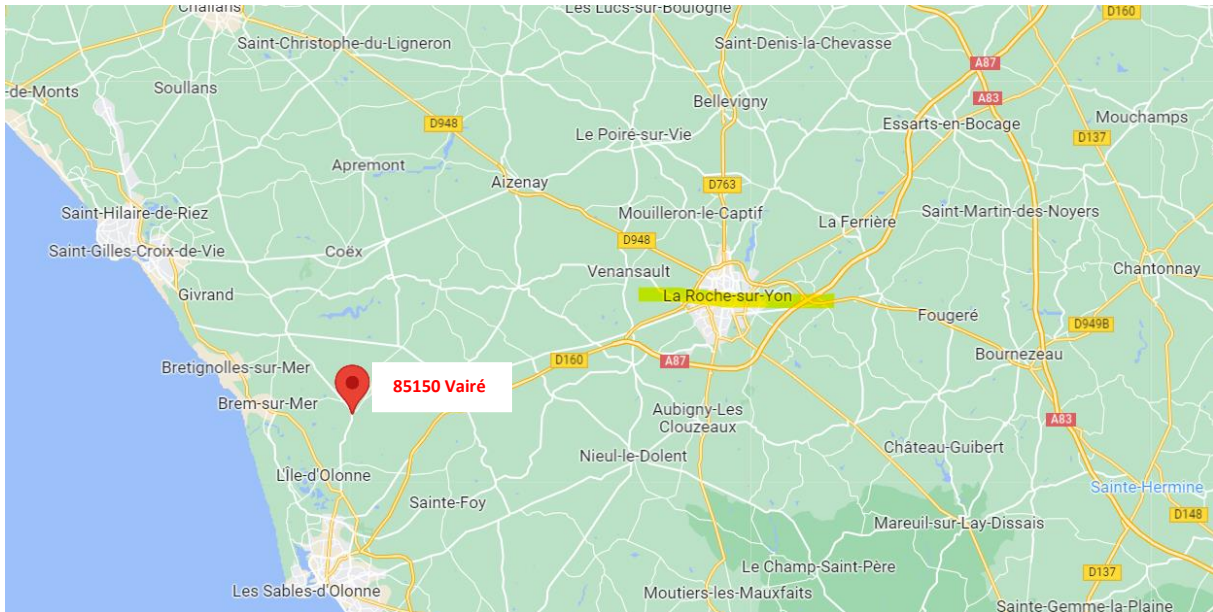 Challans
Les Lucs-sur-Boulogne
D160
Saint-Christophe-du-Ligneron
Saint-Denis-la-Chevasse
A87
-de-Monts
Soullans
Bellevigny
A83
Mouchamps
D948
Le Poiré-sur-Vie
Essarts-en-Bocage
D137
Apremont
Aizenay
D763
Saint-Hilaire-de-Riez
Mouilleron-le-Captif
La Ferrière
Saint-Martin-des-Noyers
Saint-Gilles-Croix-de-Vie
Coëx
D948
Venansault
Chantonnay
Givrand
La Roche-sur-Yon
Fougeré
D949B
Bretignolles-sur-Mer
D160
A87
Bournezeau
85150 Vairé
Brem-sur-Mer
Aubigny-Les
Clouzeaux
A83
Château-Guibert
L'Île-d'Olonne
Nieul-le-Dolent
Sainte-Foy
Sainte-Hermine
D148
Mareuil-sur-Lay-Dissais
Le Champ-Saint-Père
D137
Les Sables-d'Olonne
Moutiers-les-Mauxfaits
Sainte-Gemme-la-Plaine